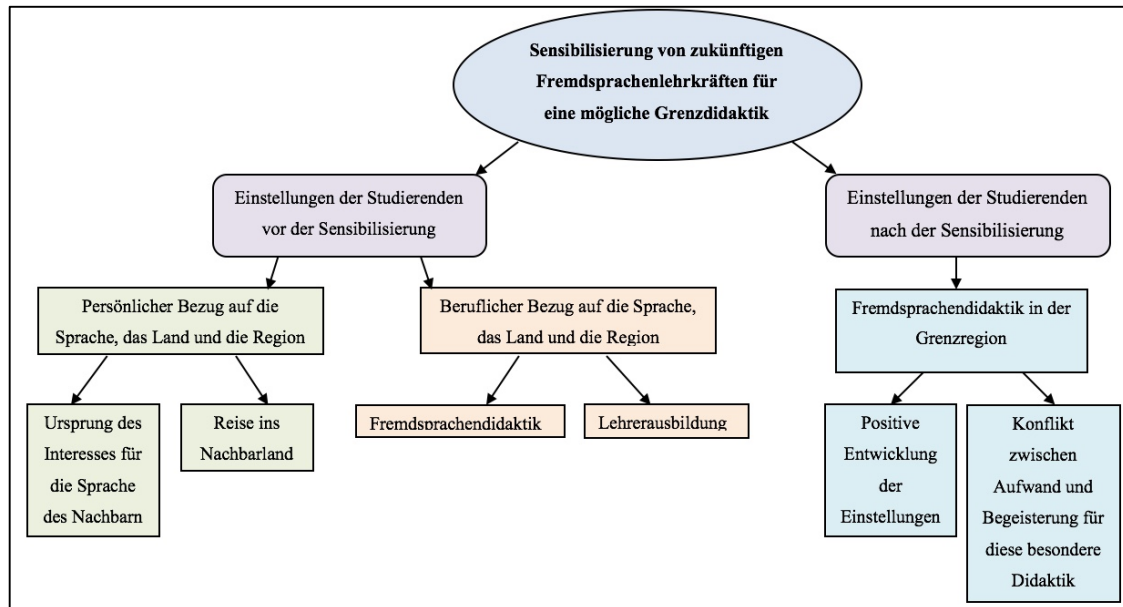 Sensibilisierung von zukünftigen
Fremdsprachenlehrkräften für
eine mögliche Grenzdidaktik
Einstellungen der Studierenden
vor der Sensibilisierung
Einstellungen der Studierenden
nach der Sensibilisierung
Persönlicher Bezug auf die
Sprache, das Land und die Region
Beruflicher Bezug auf die Sprache,
das Land und die Region
Fremdsprachendidaktik in der
Grenzregion
Ursprung des
Interesses für
die Sprache
des Nachbarn
Reise ins
Nachbarland
Fremdsprachendidaktik
Lehrerausbildung
Positive
Entwicklung
der
Einstellungen
Konflikt
zwischen
Aufwand und
Begeisterung für
diese besondere
Didaktik